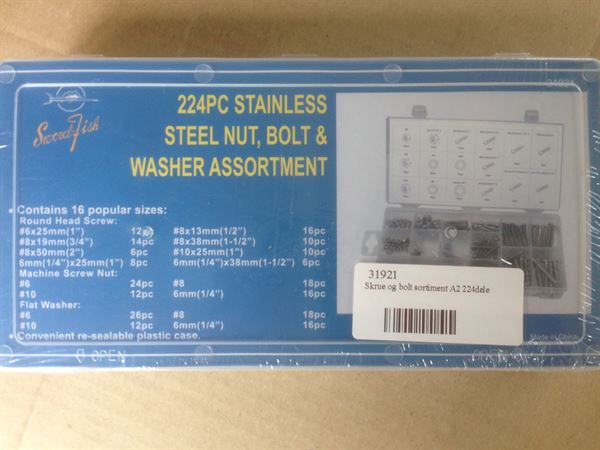 31921
SwordFish
224PC STAINLESS
STEEL NUT, BOLT &
WASHER ASSORTMENT
• Contains 16 popular sizes:
Round Head Screw:
#6x25mm(1") 12pc #8x13mm(1/2") 16pc
#8x19mm(3/4") 14pc #8x38mm(1-1/2") 10pc
#8x50mm(2") 6pc #10x25mm(1") 10pc
6mm(1/4")x25mm(1") 8pc 6mm(1/4")x38mm(1-1/2") 6pc
Machine Screw Nut:
#6 24pc #8 18pc
#10 12pc 6mm(1/4") 16pc
Flat Washer:
#6 26pc #8 18pc
#10 12pc 6mm(1/4") 16pc
• Convenient re-sealable plastic case.
31921
Skrue og bolt sortiment A2 224dele
Made in China
OPEN
OPEN